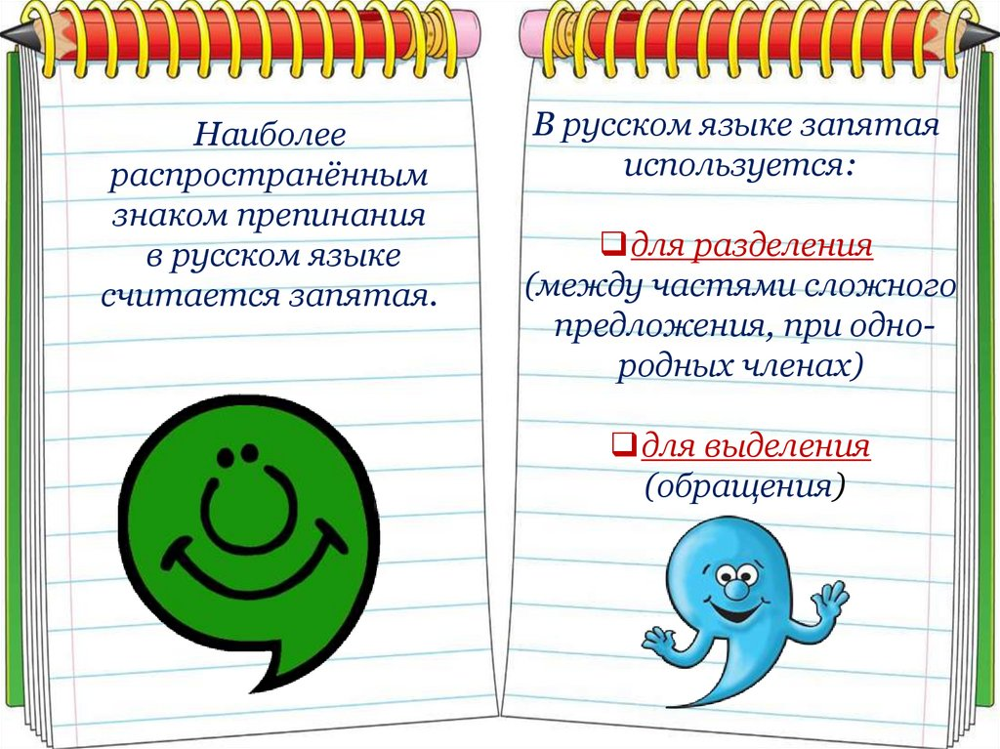 Наиболее
распространённым
знаком препинания
в русском языке
считается запятая.
В русском языке запятая
используется:
❑для разделения
(между частями сложного
предложения, при одно-
родных членах)
❑для выделения
(обращения)